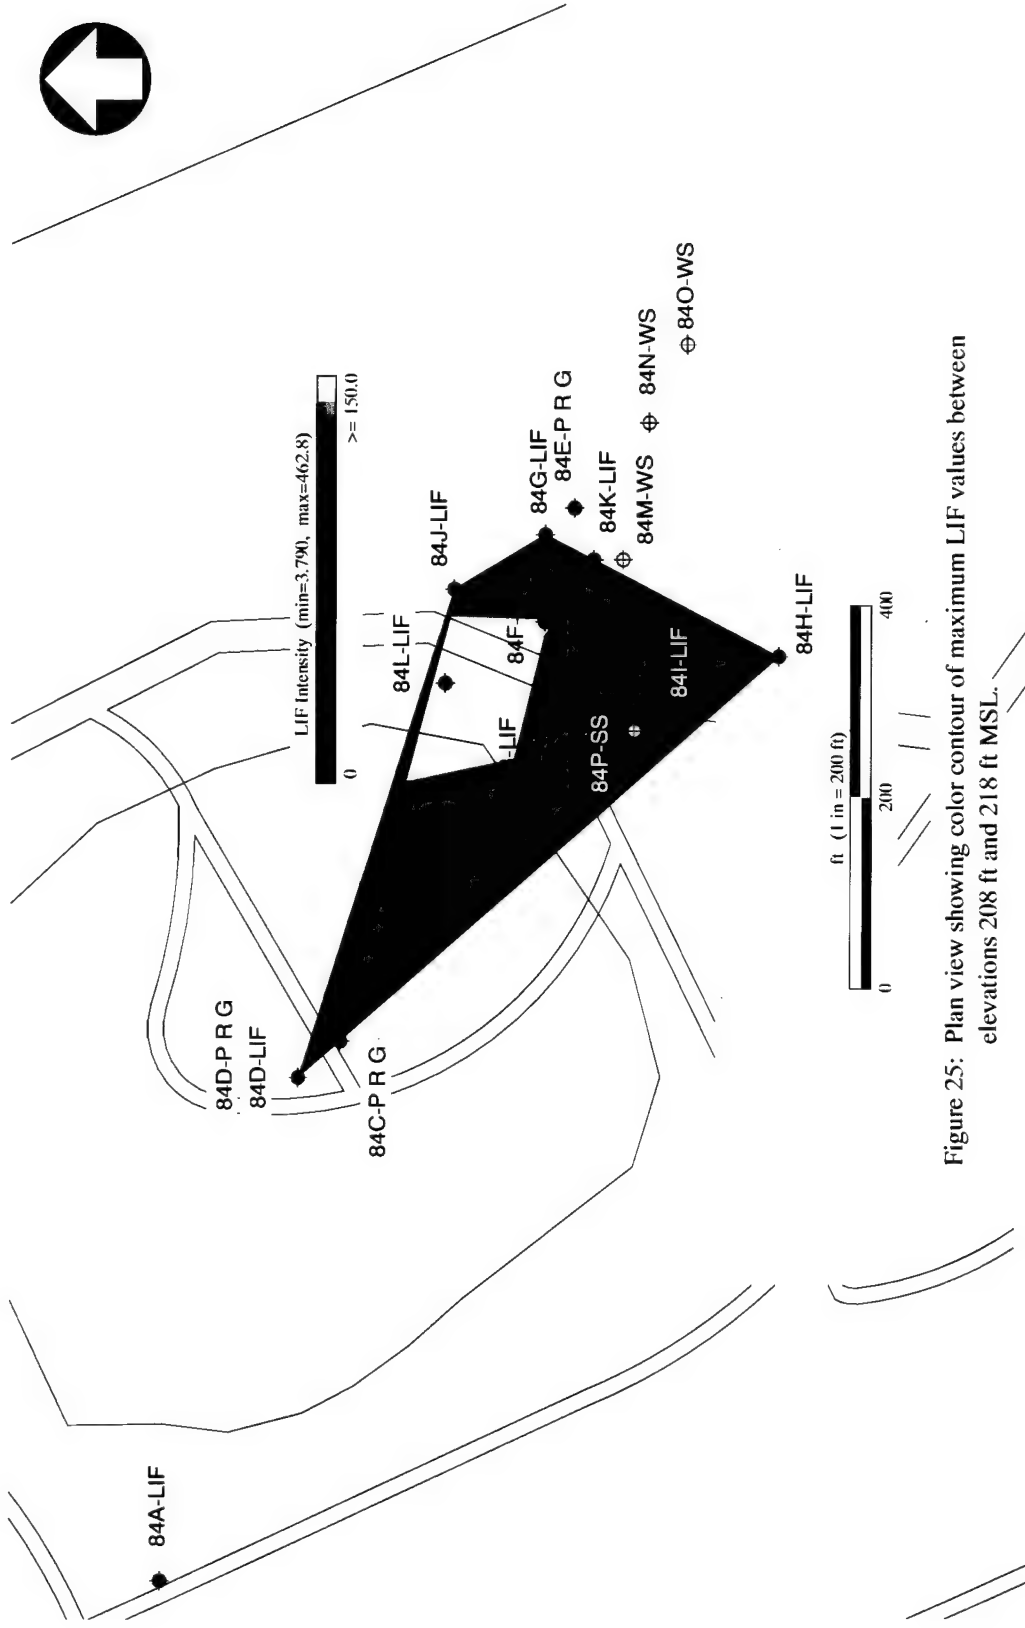 84A-LIF
84D-P R G
84D-LIF
84C-P R G
LIF Intensity (min=3.790, max=462.8)
0
>= 150.0
84L-LIF
84J-LIF
84F-
-LIF
84G-LIF
84E-P R G
84K-LIF
84M-WS
84N-WS
84O-WS
84P-SS
84I-LIF
84H-LIF
ft (1 in = 200 ft)
0
200
400
Figure 25: Plan view showing color contour of maximum LIF values between
elevations 208 ft and 218 ft MSL.